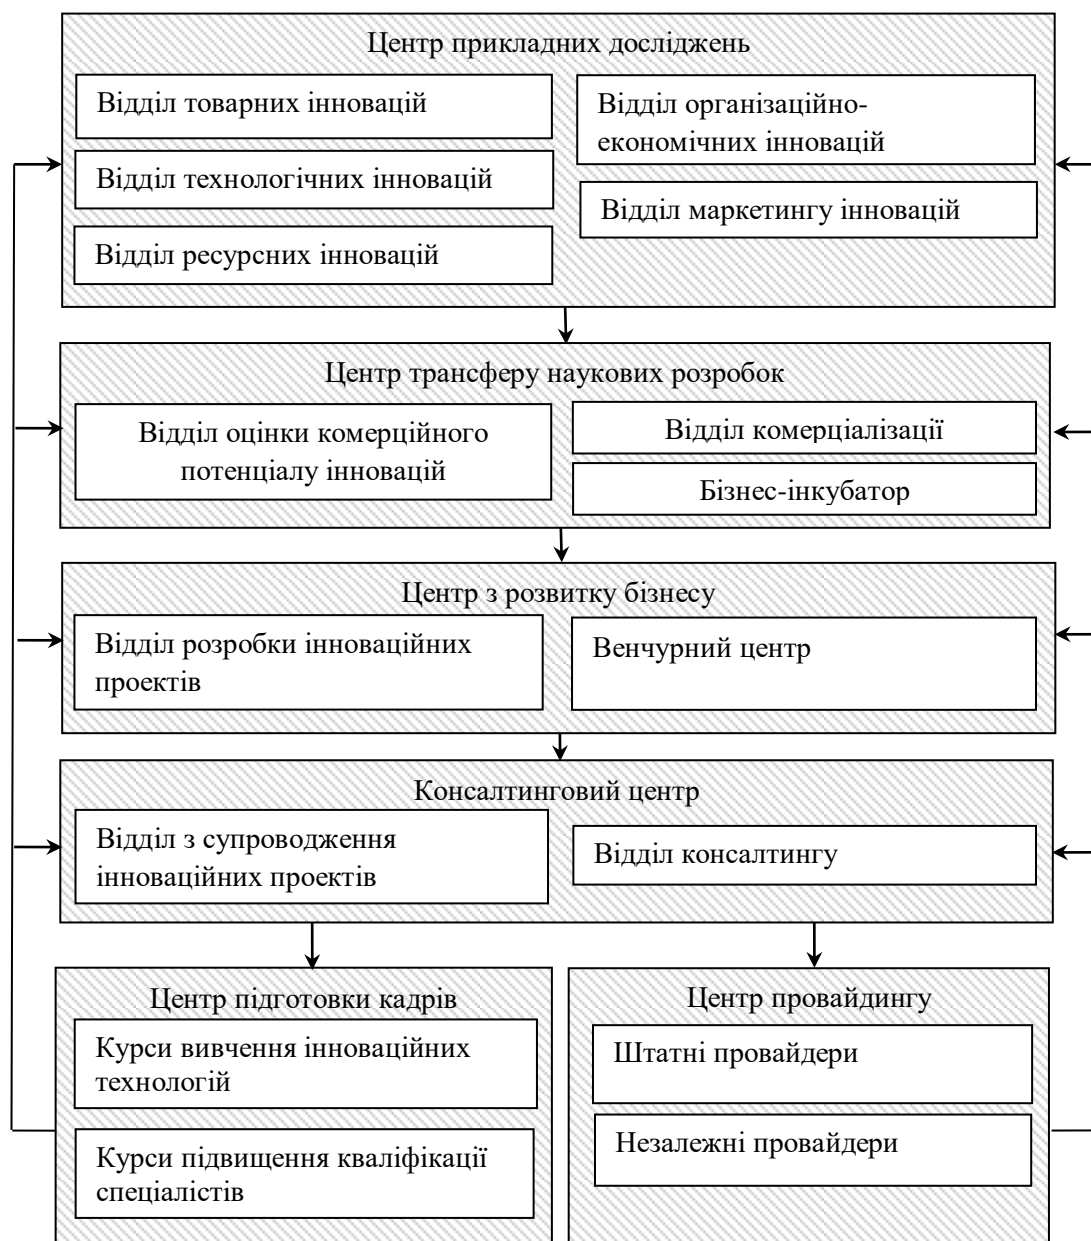 Центр прикладних досліджень
Відділ товарних інновацій
Відділ технологічних інновацій
Відділ ресурсних інновацій
Відділ організаційно-
економічних інновацій
Відділ маркетингу інновацій
Центр трансферу наукових розробок
Відділ оцінки комерційного
потенціалу інновацій
Відділ комерціалізації
Бізнес-інкубатор
Центр з розвитку бізнесу
Відділ розробки інноваційних
проектів
Венчурний центр
Консалтинговий центр
Відділ з супроводження
інноваційних проектів
Відділ консалтингу
Центр підготовки кадрів
Курси вивчення інноваційних
технологій
Курси підвищення кваліфікації
спеціалістів
Центр провайдингу
Штатні провайдери
Незалежні провайдери